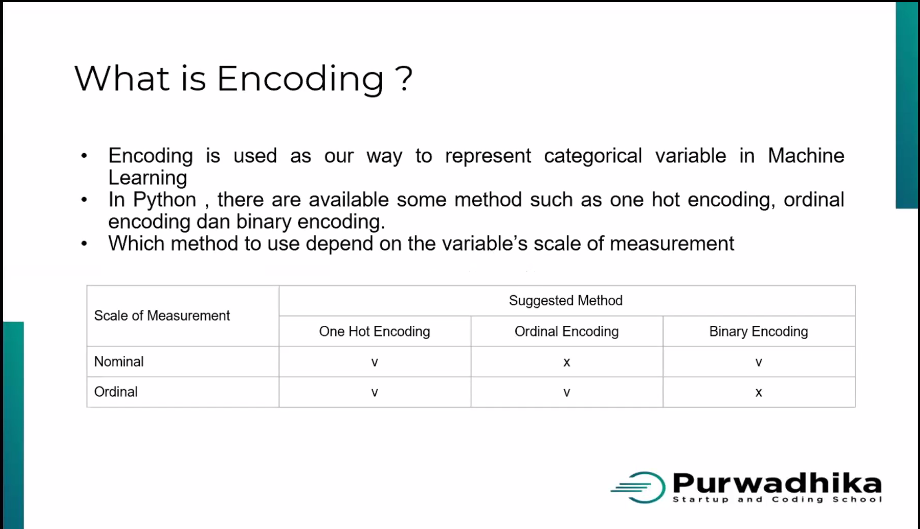 What is Encoding ?
• Encoding is used as our way to represent categorical variable in Machine
Learning
• In Python , there are available some method such as one hot encoding, ordinal
encoding dan binary encoding.
• Which method to use depend on the variable's scale of measurement
Scale of Measurement
Suggested Method
One Hot Encoding Ordinal Encoding Binary Encoding
Nominal v x v
Ordinal v v x
Purwadhika
Startup and Coding School